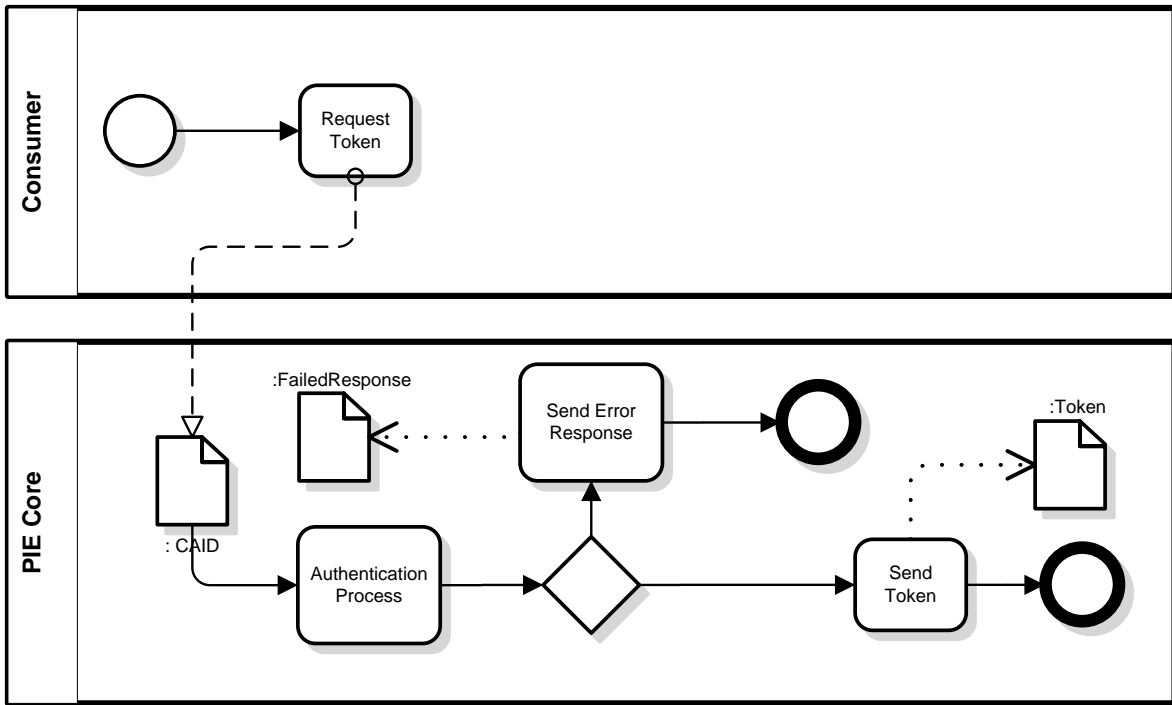 Consumer
Request
Token
PIE Core
:FailedResponse
Send Error
Response
:Token
: CAID
Authentication
Process
Send
Token